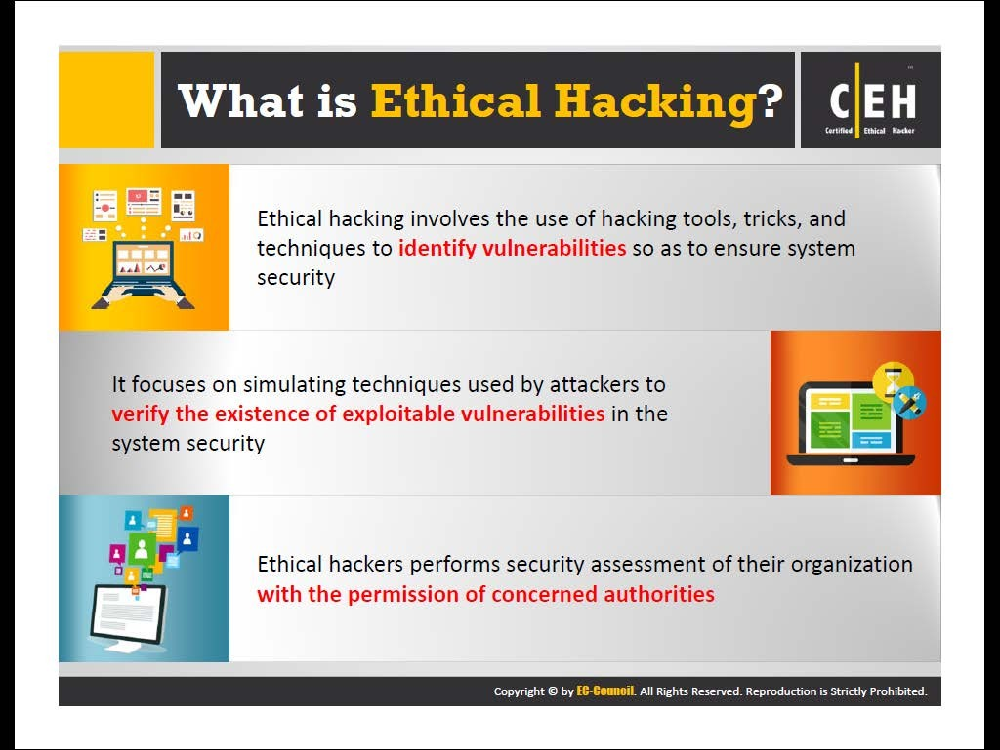 What is Ethical Hacking?
C|EH
Certified Ethical Hacker
Ethical hacking involves the use of hacking tools, tricks, and
techniques to identify vulnerabilities so as to ensure system
security
It focuses on simulating techniques used by attackers to
verify the existence of exploitable vulnerabilities in the
system security
Ethical hackers performs security assessment of their organization
with the permission of concerned authorities
Copyright © by EC-Council. All Rights Reserved. Reproduction is Strictly Prohibited.